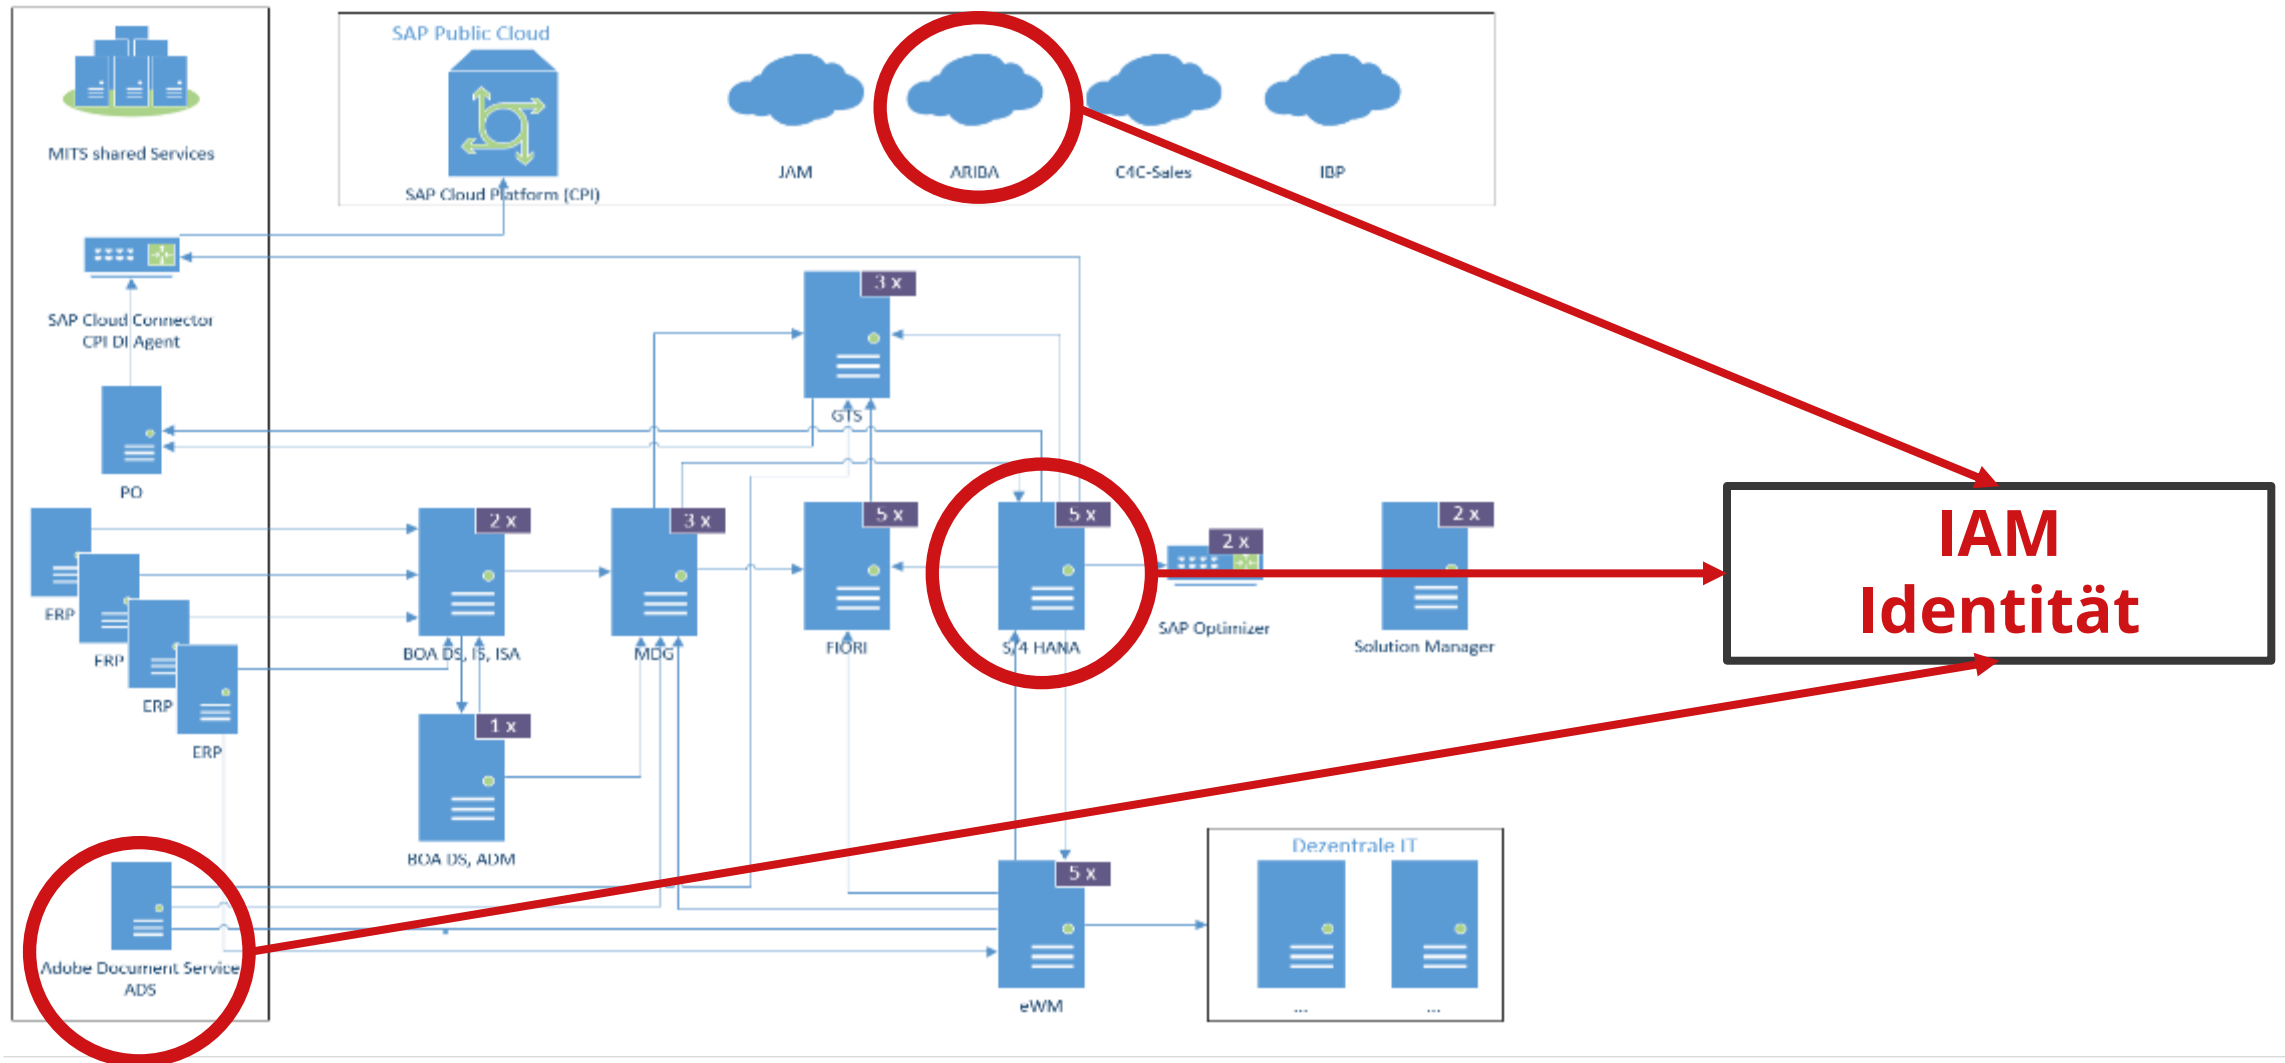 SAP Public Cloud
MITS shared Services
SAP Cloud Platform (CPI)
JAM
ARIBA
C4C-Sales
IBP
SAP Cloud Connector
CPI DI Agent
3 x
GTS
PO
ERP
ERP
ERP
ERP
2 x
BOA DS, IS, ISA
3 x
MDG
5 x
FIORI
5 x
S/4 HANA
2 x
SAP Optimizer
2 x
Solution Manager
IAM
Identität
1 x
BOA DS, ADM
Adobe Document Service
ADS
5 x
eWM
Dezentrale IT
...
...